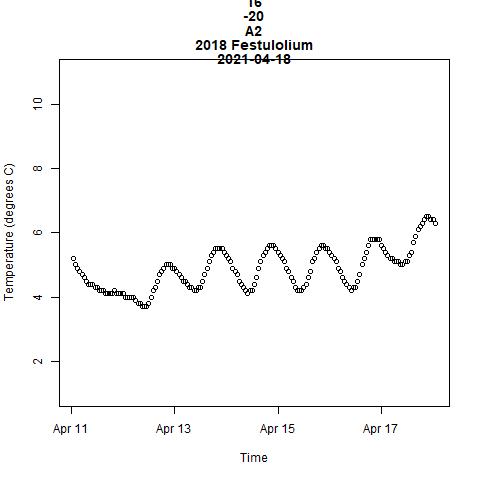 16
-20
A2
2018 Festulolium
2021-04-18
Temperature (degrees C)
10
8
6
4
2
Apr 11
Apr 13
Apr 15
Apr 17
Time